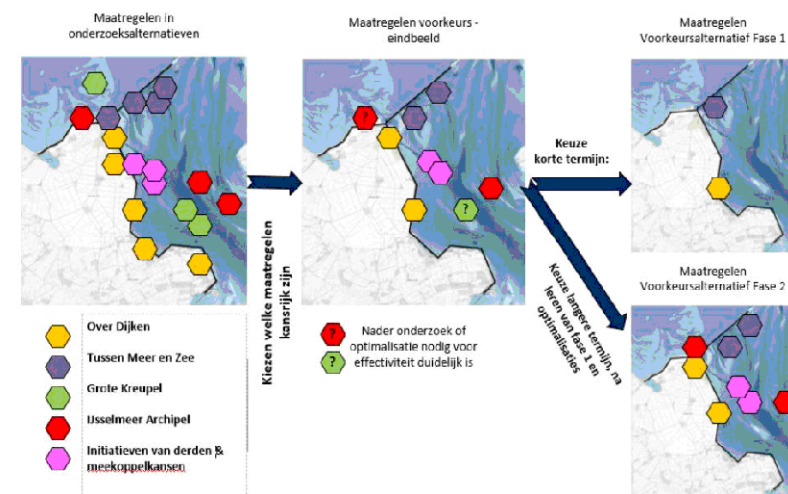 Maatregelen in
onderzoeksalternatieven
Maatregelen voorkeurs -
eindbeeld
Maatregelen
Voorkeursalternatief Fase 1
?
?
Keuze
korte termijn:
Kiezen welke maatregelen
kansrijk zijn
Keuze langere termijn, na
leren van fase 1 en
optimalisaties
Maatregelen
Voorkeursalternatief Fase 2
Over Dijken
Tussen Meer en Zee
Grote Kreupel
IJsselmeer Archipel
Initiatieven van derden &
meekoppelkansen
?
?
Nader onderzoek of
optimalisatie nodig voor
effectiviteit duidelijk is